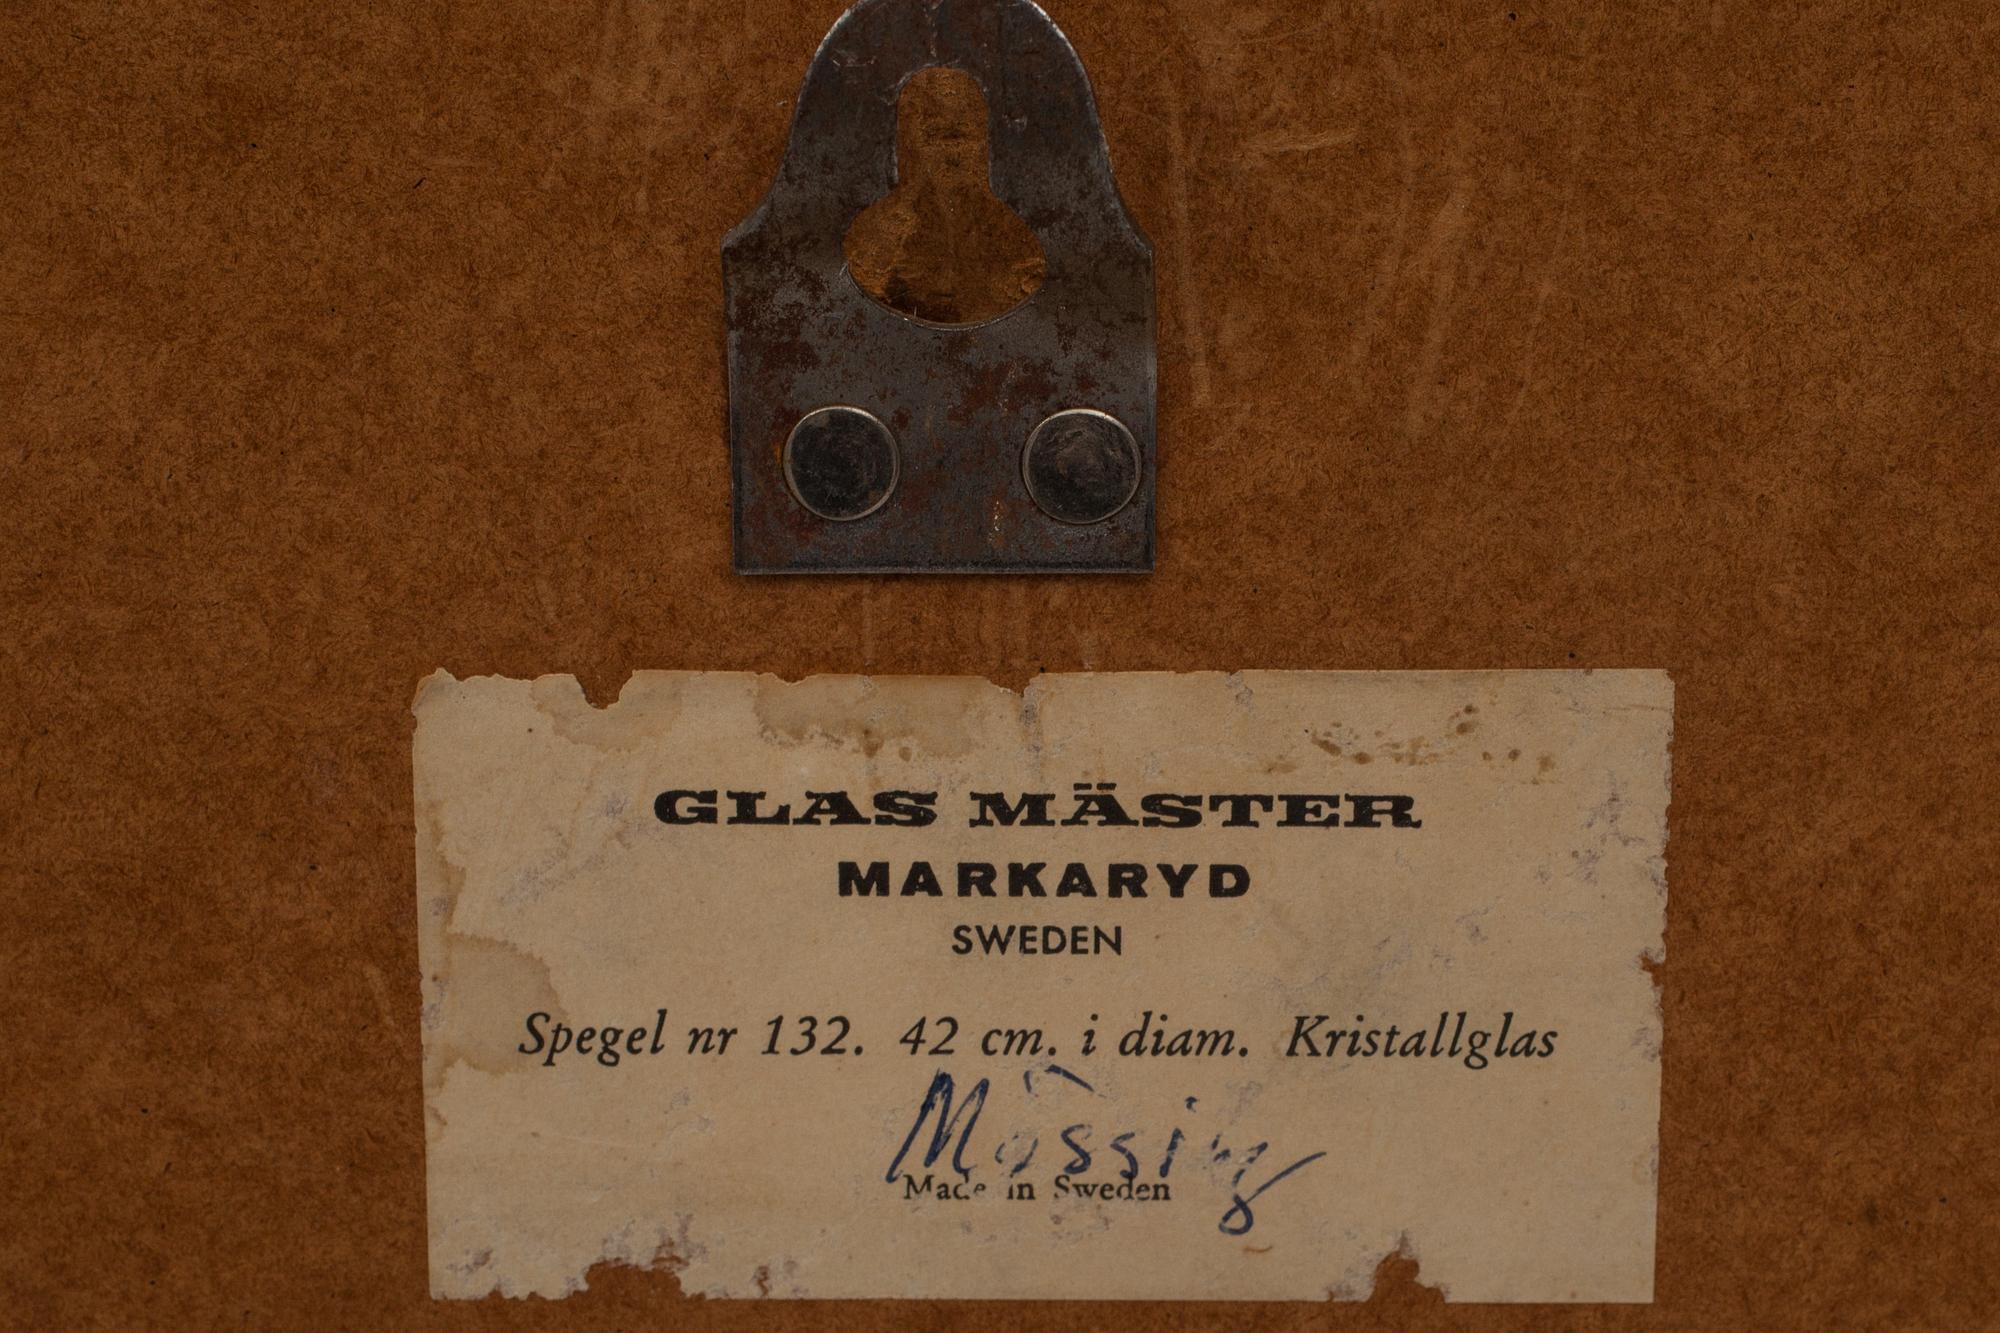 GLAS MÄSTER
MARKARYD
SWEDEN
Spegel nr 132. 42 cm. i diam. Kristallglas
Mässing
Made in Sweden